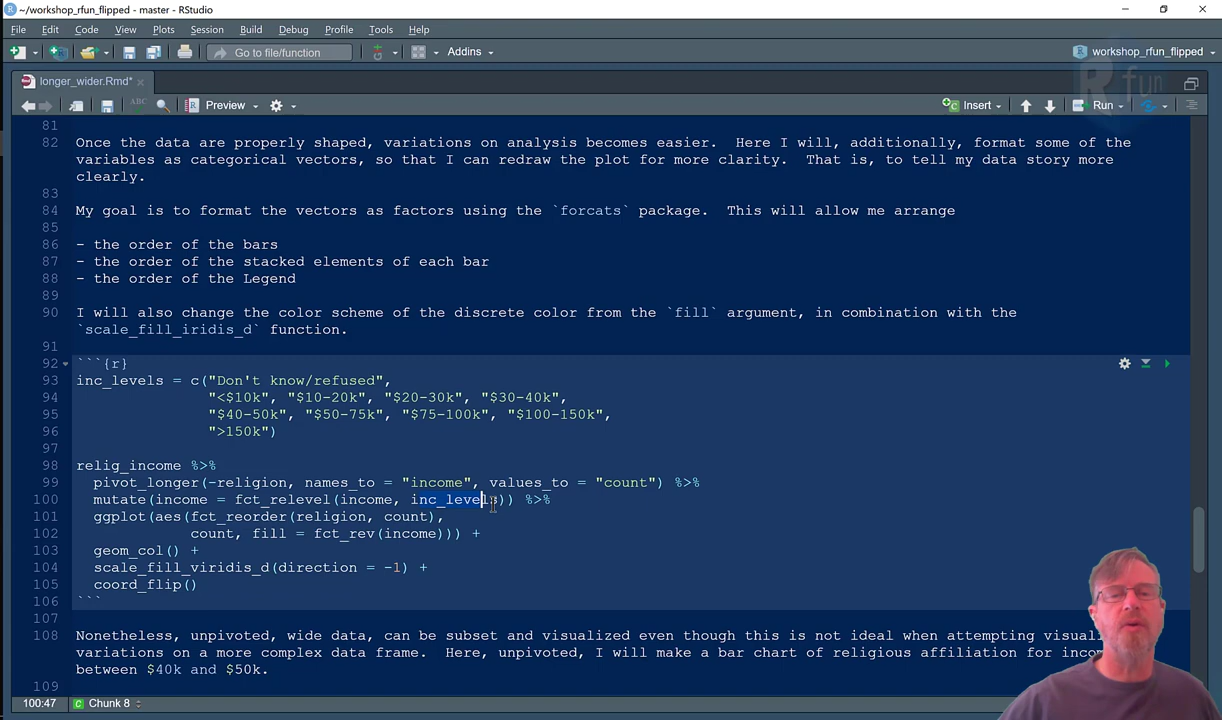 ~/workshop_rfun_flipped - master - RStudio
File Edit Code View Plots Session Build Debug Profile Tools Help
Go to file/function Addins workshop_rfun_flipped
longer_wider.Rmd*
R fun
ABC Preview Insert Run
81
82 Once the data are properly shaped, variations on analysis becomes easier. Here I will, additionally, format some of the
variables as categorical vectors, so that I can redraw the plot for more clarity. That is, to tell my data story more
clearly.
83
84 My goal is to format the vectors as factors using the `forcats` package. This will allow me arrange
85
86 - the order of the bars
87 - the order of the stacked elements of each bar
88 - the order of the Legend
89
90 I will also change the color scheme of the discrete color from the `fill` argument, in combination with the
`scale_fill_iridis_d` function.
91
92 ```{r}
93 inc_levels = c("Don't know/refused",
94 "<$10k", "$10-20k", "$20-30k", "$30-40k",
95 "$40-50k", "$50-75k", "$75-100k", "$100-150k",
96 ">150k")
97
98 relig_income %>%
99 pivot_longer(-religion, names_to = "income", values_to = "count") %>%
100 mutate(income = fct_relevel(income, inc_levels)) %>%
101 ggplot(aes(fct_reorder(religion, count),
102 count, fill = fct_rev(income))) +
103 geom_col() +
104 scale_fill_viridis_d(direction = -1) +
105 coord_flip()
106 ```
107
108 Nonetheless, unpivoted, wide data, can be subset and visualized even though this is not ideal when attempting visuali
variations on a more complex data frame. Here, unpivoted, I will make a bar chart of religious affiliation for incom
between $40k and $50k.
109
100:47 Chunk 8